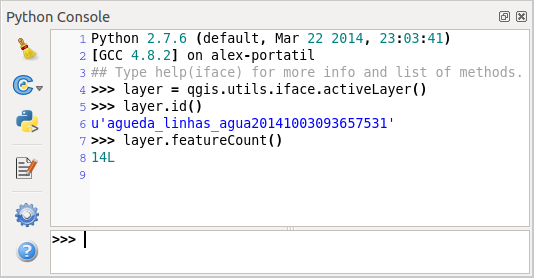 Python Console
1 Python 2.7.6 (default, Mar 22 2014, 23:03:41)
2 [GCC 4.8.2] on alex-portatil
3 ## Type help(iface) for more info and list of methods.
4 >>> layer = qgis.utils.iface.activeLayer()
5 >>> layer.id()
6 u'agueda_linhas_agua20141003093657531'
7 >>> layer.featureCount()
8 14L
9
>>>